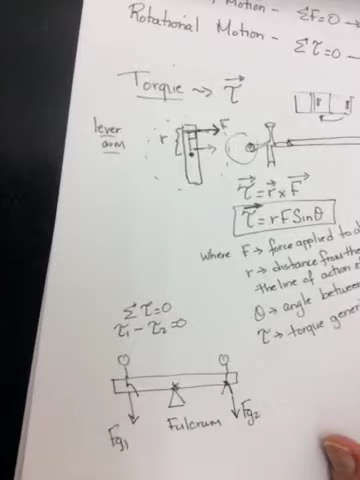 Motion - ΣF=0 →
Rotational Motion - Στ=0 -
Torque ~> τ⃗
lever
arm
r
F
r
τ⃗ = r⃗ x F⃗
τ⃗ = rFSinθ
where F → force applied to
r → distance from the
the line of action
θ → angle between
τ → torque gene
Στ=0
τ1 - τ2 = 0
Fg1
Fulcrum
Fg2